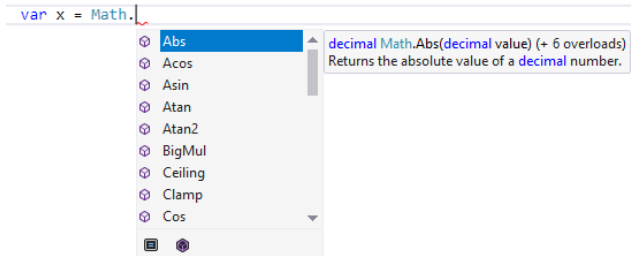 var x = Math.
Abs
Acos
Asin
Atan
Atan2
BigMul
Ceiling
Clamp
Cos
decimal Math.Abs(decimal value) (+ 6 overloads)
Returns the absolute value of a decimal number.